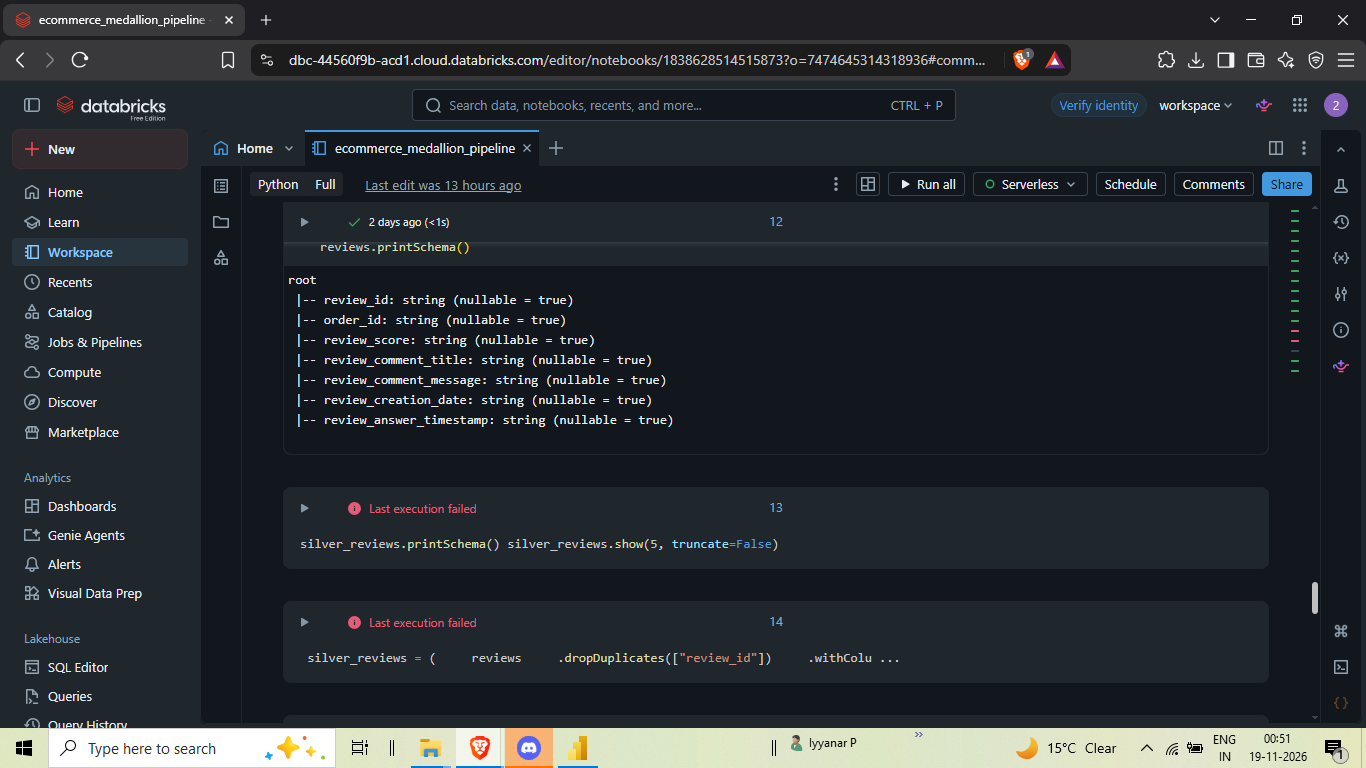 ecommerce_medallion_pipeline
dbc-44560f9b-acd1.cloud.databricks.com/editor/notebooks/1838628514515873?o=7474645314318936#comm...
1
databricks
Free Edition
Search data, notebooks, recents, and more...
CTRL + P
Verify identity
workspace
2
New
Home
Learn
Workspace
Recents
Catalog
Jobs & Pipelines
Compute
Discover
Marketplace
Analytics
Dashboards
Genie Agents
Alerts
Visual Data Prep
Lakehouse
SQL Editor
Queries
Query History
Home
ecommerce_medallion_pipeline
Python
Full
Last edit was 13 hours ago
Run all
Serverless
Schedule
Comments
Share
2 days ago (<1s)
12
reviews.printSchema()
root
|-- review_id: string (nullable = true)
|-- order_id: string (nullable = true)
|-- review_score: string (nullable = true)
|-- review_comment_title: string (nullable = true)
|-- review_comment_message: string (nullable = true)
|-- review_creation_date: string (nullable = true)
|-- review_answer_timestamp: string (nullable = true)
Last execution failed
13
silver_reviews.printSchema() silver_reviews.show(5, truncate=False)
Last execution failed
14
silver_reviews = ( reviews .dropDuplicates(["review_id"]) .withColu ...
Type here to search
Iyyanar P
15°C Clear
ENG
IN
00:51
19-11-2026
1